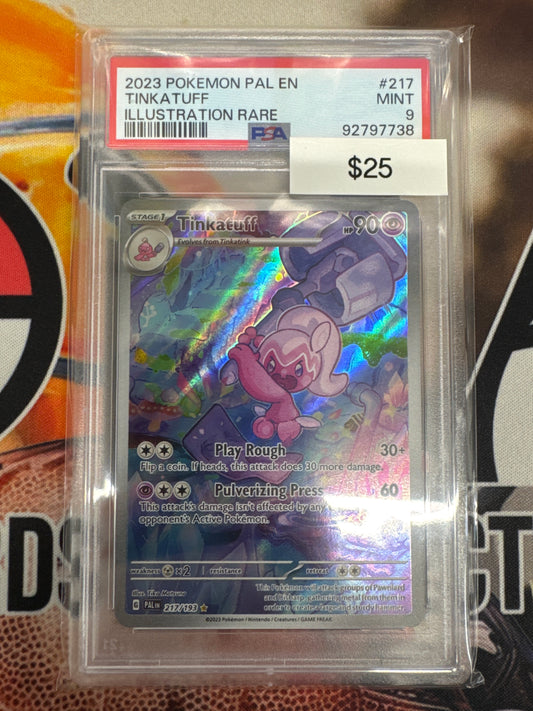 2023 POKEMON PAL EN #217
TINKATUFF MINT
ILLUSTRATION RARE 9
PSA 92797738
$25
STAGE 1 Tinkatuff HP 90
Evolves from Tinkatink
Play Rough 30+
Flip a coin. If heads, this attack does 30 more damage.
Pulverizing Press 60
This attack's damage isn't affected by any
opponent's Active Pokémon.
weakness x2 resistance retreat
This Pokémon will attack groups of Pawniard
and Bisharp, gathering metal from them in
order to create a large and sturdy hammer.
Illus. Tika Matsuno
G PAL EN 217/193
©2023 Pokémon / Nintendo / Creatures / GAME FREAK